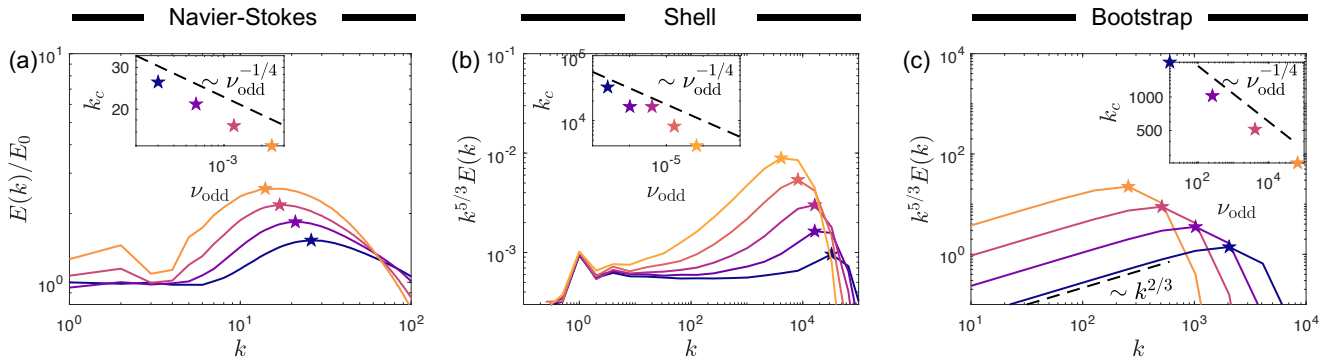 Navier-Stokes
Shell
Bootstrap
(a)
E(k)/E_0
10^1
10^0
10^0
10^1
10^2
k
k_c
30
20
10^{-3}
ν_odd
∼ ν_odd^{-1/4}
(b)
k^{5/3}E(k)
10^{-1}
10^{-2}
10^{-3}
10^0
10^2
10^4
k
k_c
10^5
10^4
10^{-5}
ν_odd
∼ ν_odd^{-1/4}
(c)
k^{5/3}E(k)
10^4
10^2
10^0
10^1
10^2
10^3
10^4
k
k_c
1000
500
10^2
10^4
ν_odd
∼ ν_odd^{-1/4}
∼ k^{2/3}